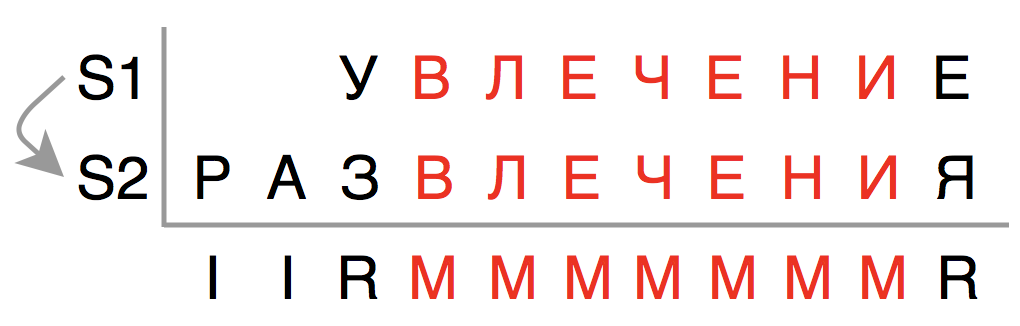 S1 У В Л Е Ч Е Н И Е
S2 Р А З В Л Е Ч Е Н И Я
I I R M M M M M M M R